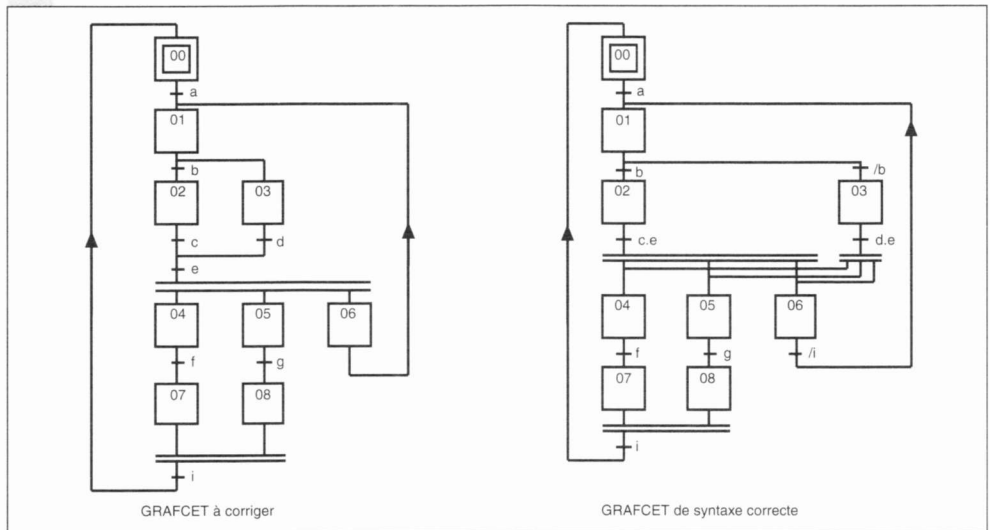 00
a
01
b
02
03
c
d
e
04
05
06
f
g
07
08
i
GRAFCET à corriger
00
a
01
b
/b
02
03
c.e
d.e
04
05
06
f
g
/i
07
08
i
GRAFCET de syntaxe correcte